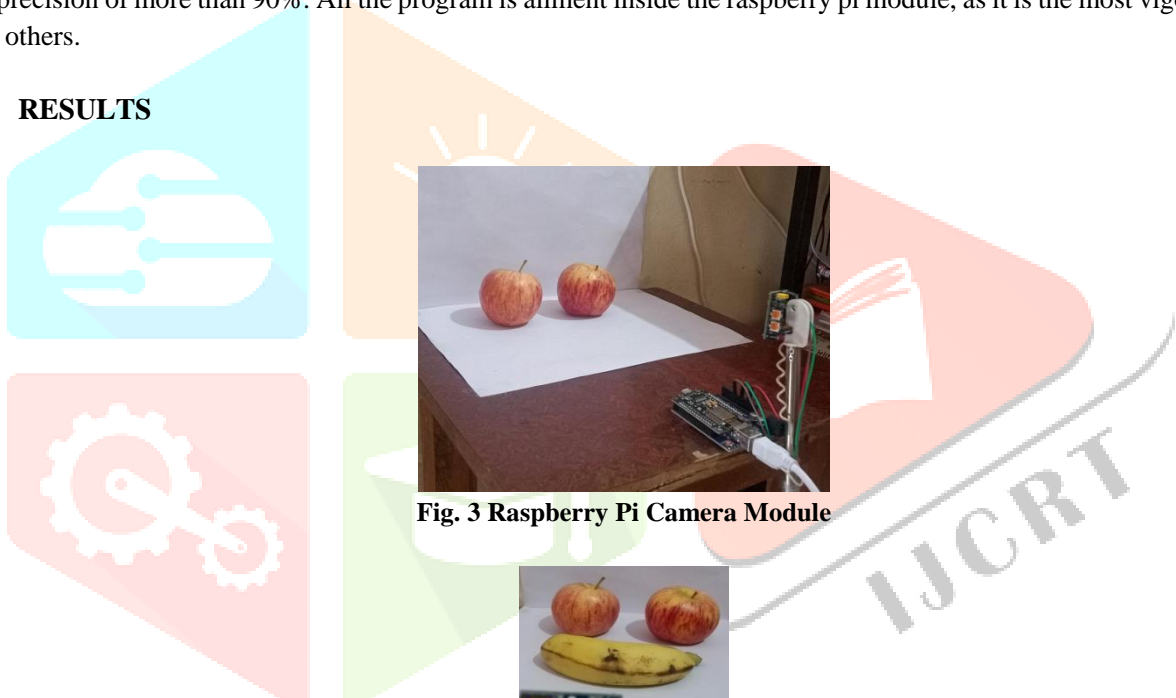 precision of more than 90%. All the program is ailment inside the raspberry pi module, as it is the most
others.
RESULTS
Fig. 3 Raspberry Pi Camera Module
IJCRT